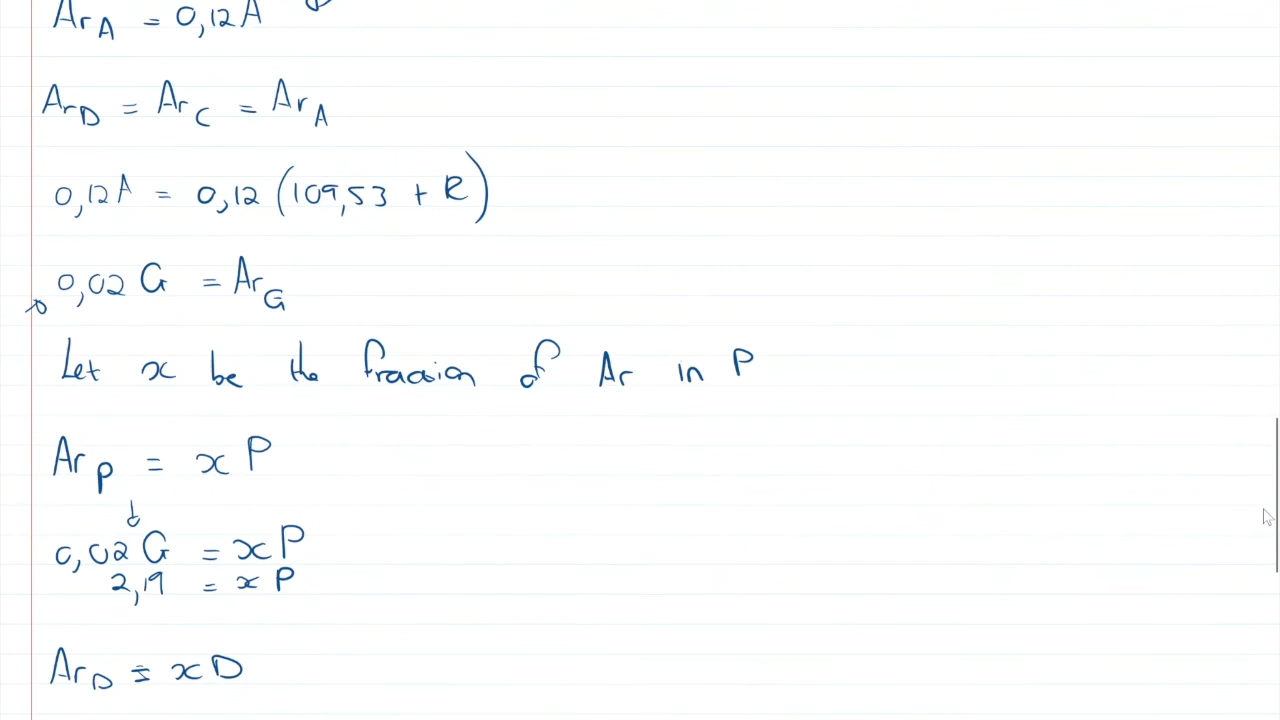 Ar_A = 0,12A
Ar_D = Ar_C = Ar_A
0,12A = 0,12 (109,53 + R)
0,02 G = Ar_G
Let x be the fracaion of Ar in P
Ar_P = x P
0,02 G = x P
2,19 = x P
Ar_D = x D